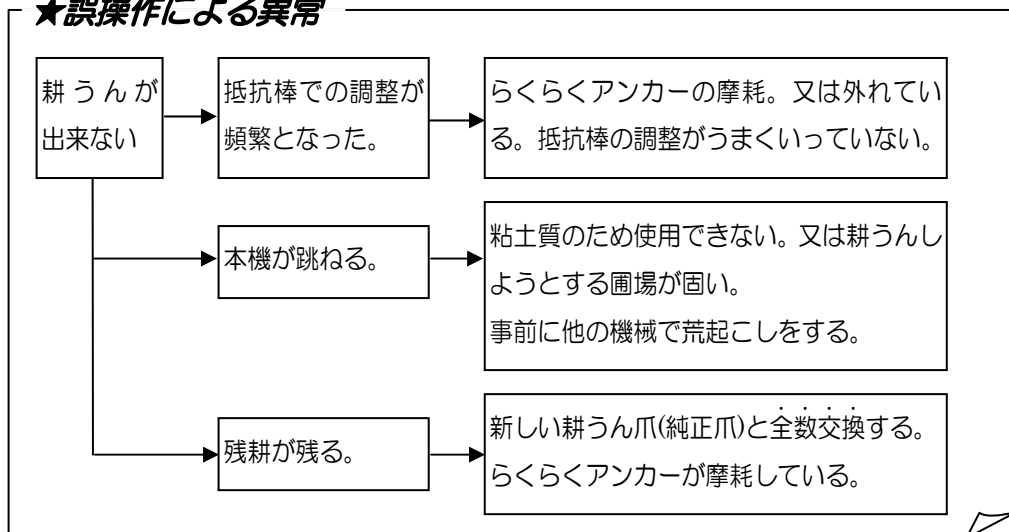 ★誤操作による異常
耕うんが
出来ない
抵抗棒での調整が
頻繁となった。
らくらくアンカーの摩耗。又は外れてい
る。抵抗棒の調整がうまくいっていない。
本機が跳ねる。
粘土質のため使用できない。又は耕うんし
ようとする圃場が固い。
事前に他の機械で荒起こしをする。
残耕が残る。
新しい耕うん爪(純正爪)と全数交換する。
らくらくアンカーが摩耗している。